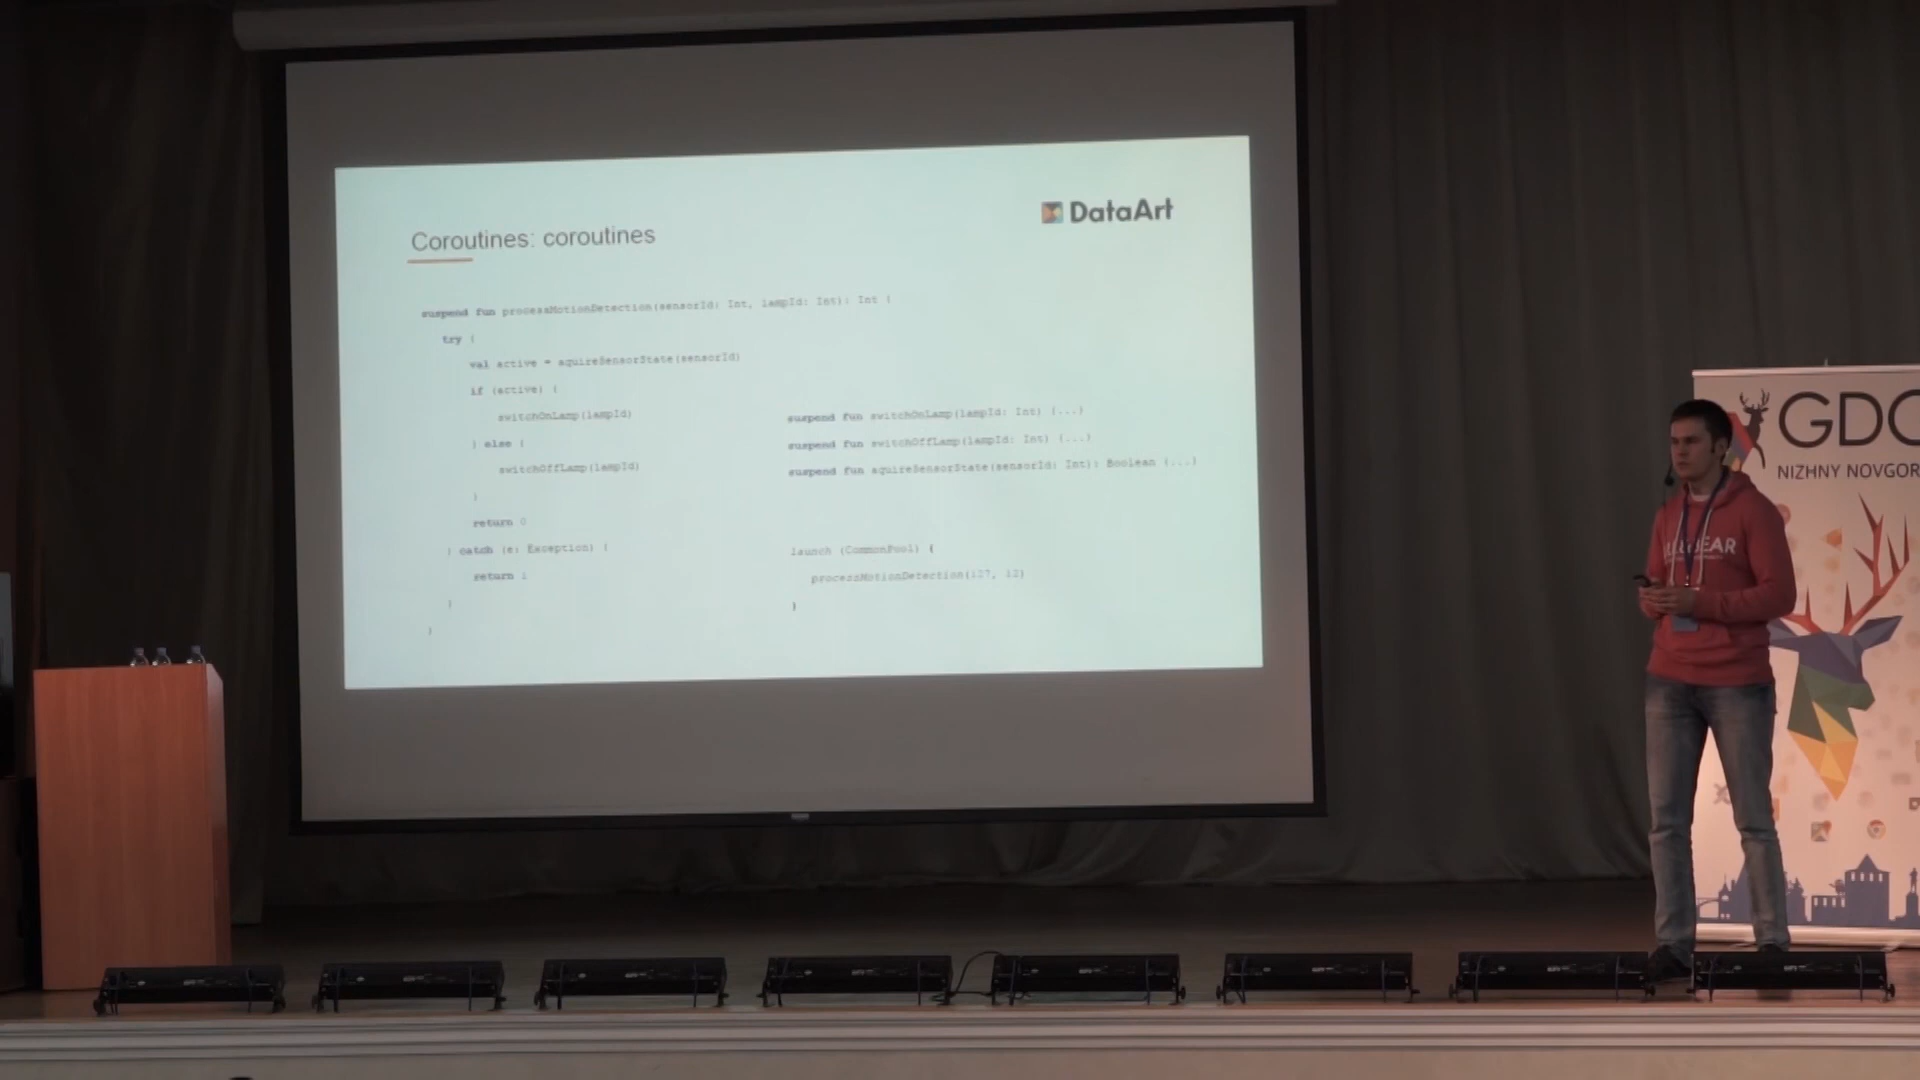 DataArt
Coroutines: coroutines
suspend fun processMotionDetection(sensorId: Int, lampId: Int): Int {
try {
val active = aquireSensorState(sensorId)
if (active) {
switchOnLamp(lampId)
} else {
switchOffLamp(lampId)
}
return 0
} catch (e: Exception) {
return 1
}
}
suspend fun switchOnLamp(lampId: Int) {...}
suspend fun switchOffLamp(lampId: Int) {...}
suspend fun aquireSensorState(sensorId: Int): Boolean {...}
launch (CommonPool) {
processMotionDetection(127, 12)
}
GDG
NIZHNY NOVGOR
BEAR